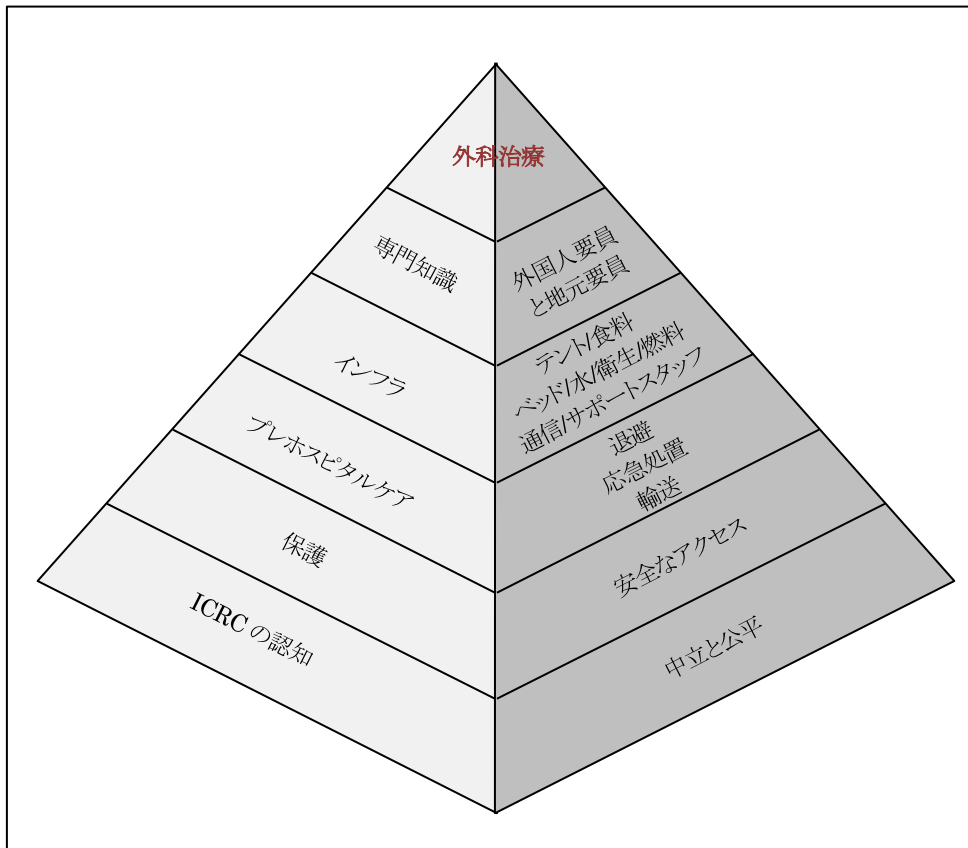 外科治療
専門知識
外国人要員
と地元要員
インフラ
テント/食料
ベッド/水/衛生/燃料
通信/サポートスタッフ
プレホスピタルケア
退避
応急処置
輸送
保護
安全なアクセス
ICRC の認知
中立と公平